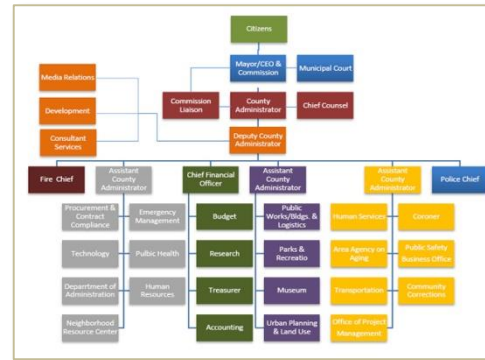 Citizens
Mayor/CEO &
Commission
Municipal Court
Media Relations
Commission
Liaison
County
Administrator
Chief Counsel
Development
Consultant
Services
Deputy County
Administrator
Fire Chief
Assistant
County
Administrator
Chief Financial
Officer
Assistant
County
Administrator
Assistant
County
Administrator
Police Chief
Procurement &
Contract
Compliance
Emergency
Management
Budget
Public
Works/Bldgs. &
Logistics
Human Services
Coroner
Technology
Public Health
Research
Parks &
Recreatio
Area Agency on
Aging
Public Safety
Business Office
Department of
Administration
Human
Resources
Treasurer
Museum
Transportation
Community
Corrections
Neighborhood
Resource Center
Accounting
Urban Planning
& Land Use
Office of Project
Management